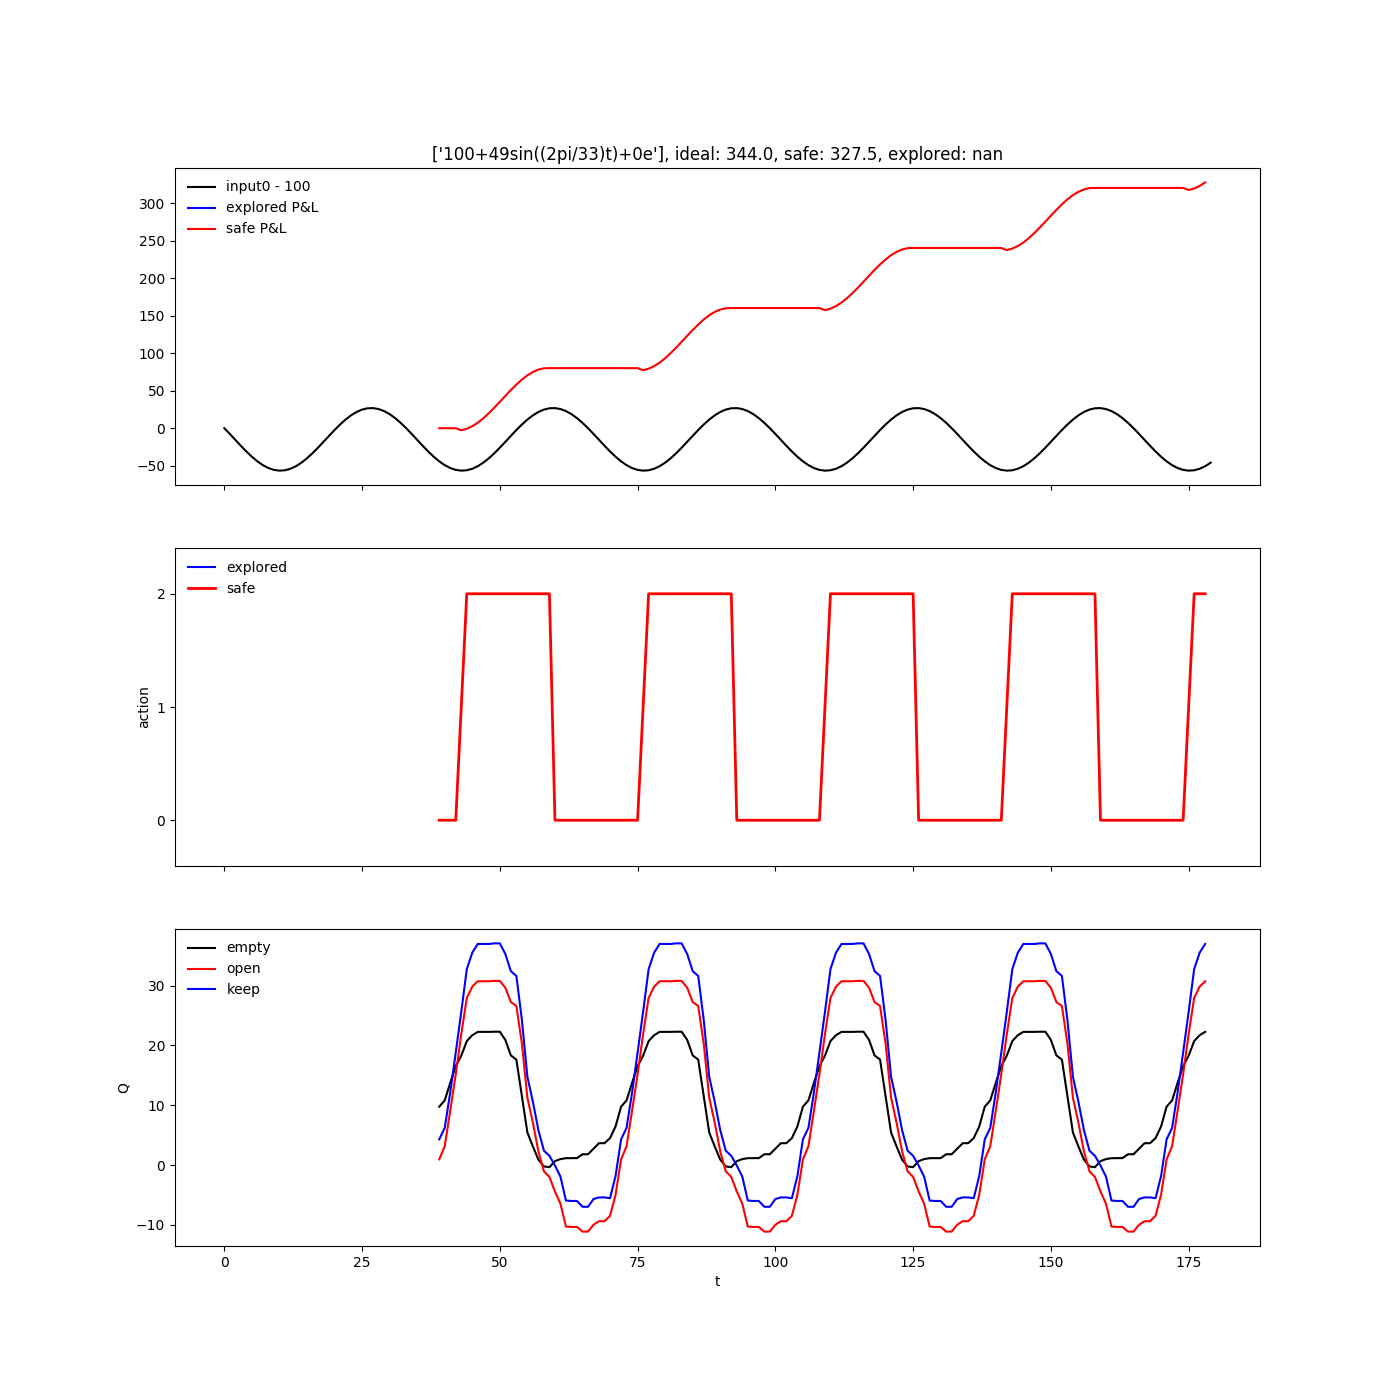 ['100+49sin((2pi/33)t)+0e'], ideal: 344.0, safe: 327.5, explored: nan
input0 - 100
explored P&L
safe P&L
300
250
200
150
100
50
0
−50
explored
safe
2
1
0
action
empty
open
keep
30
20
10
0
−10
Q
0 25 50 75 100 125 150 175
t